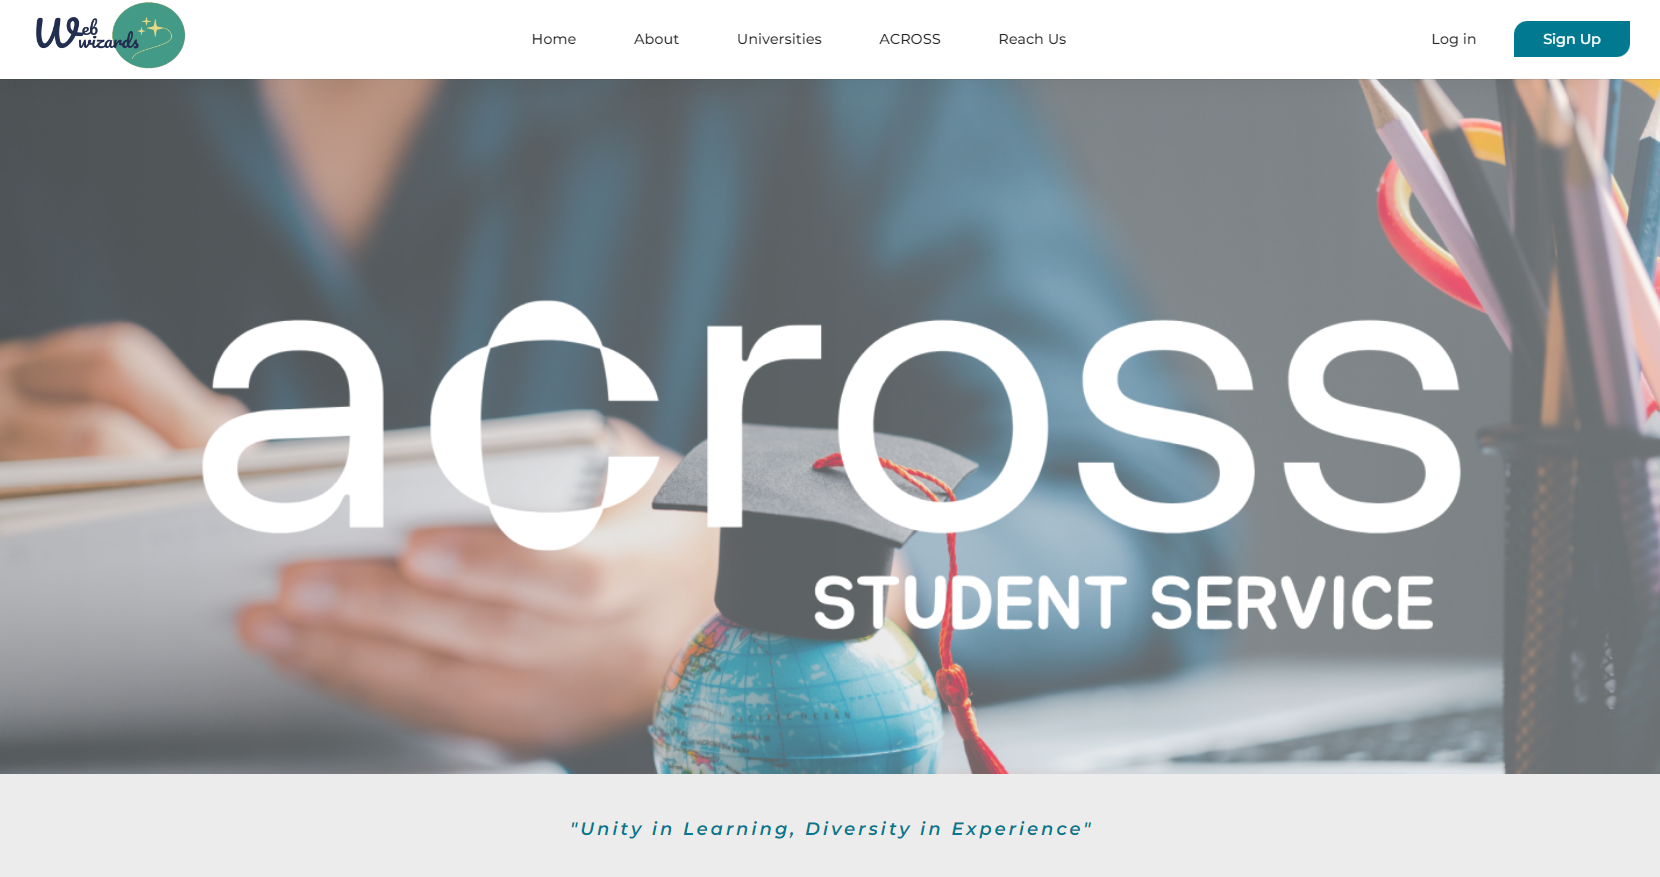 Web
wizards
Home
About
Universities
ACROSS
Reach Us
Log in
Sign Up
across
STUDENT SERVICE
"Unity in Learning, Diversity in Experience"